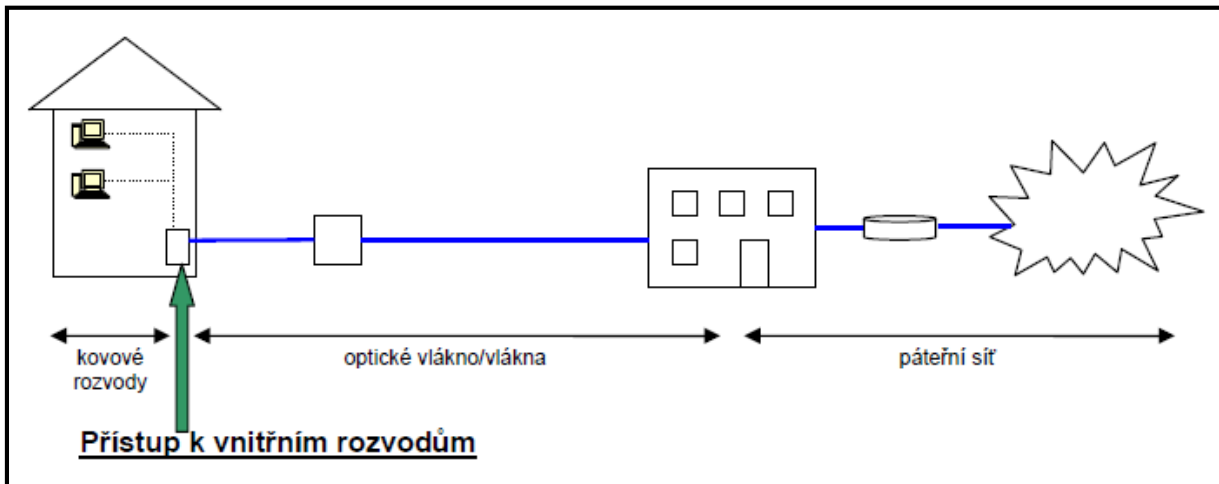 kovové
rozvody
optické vlákno/vlákna
páteřní síť
Přístup k vnitřním rozvodům